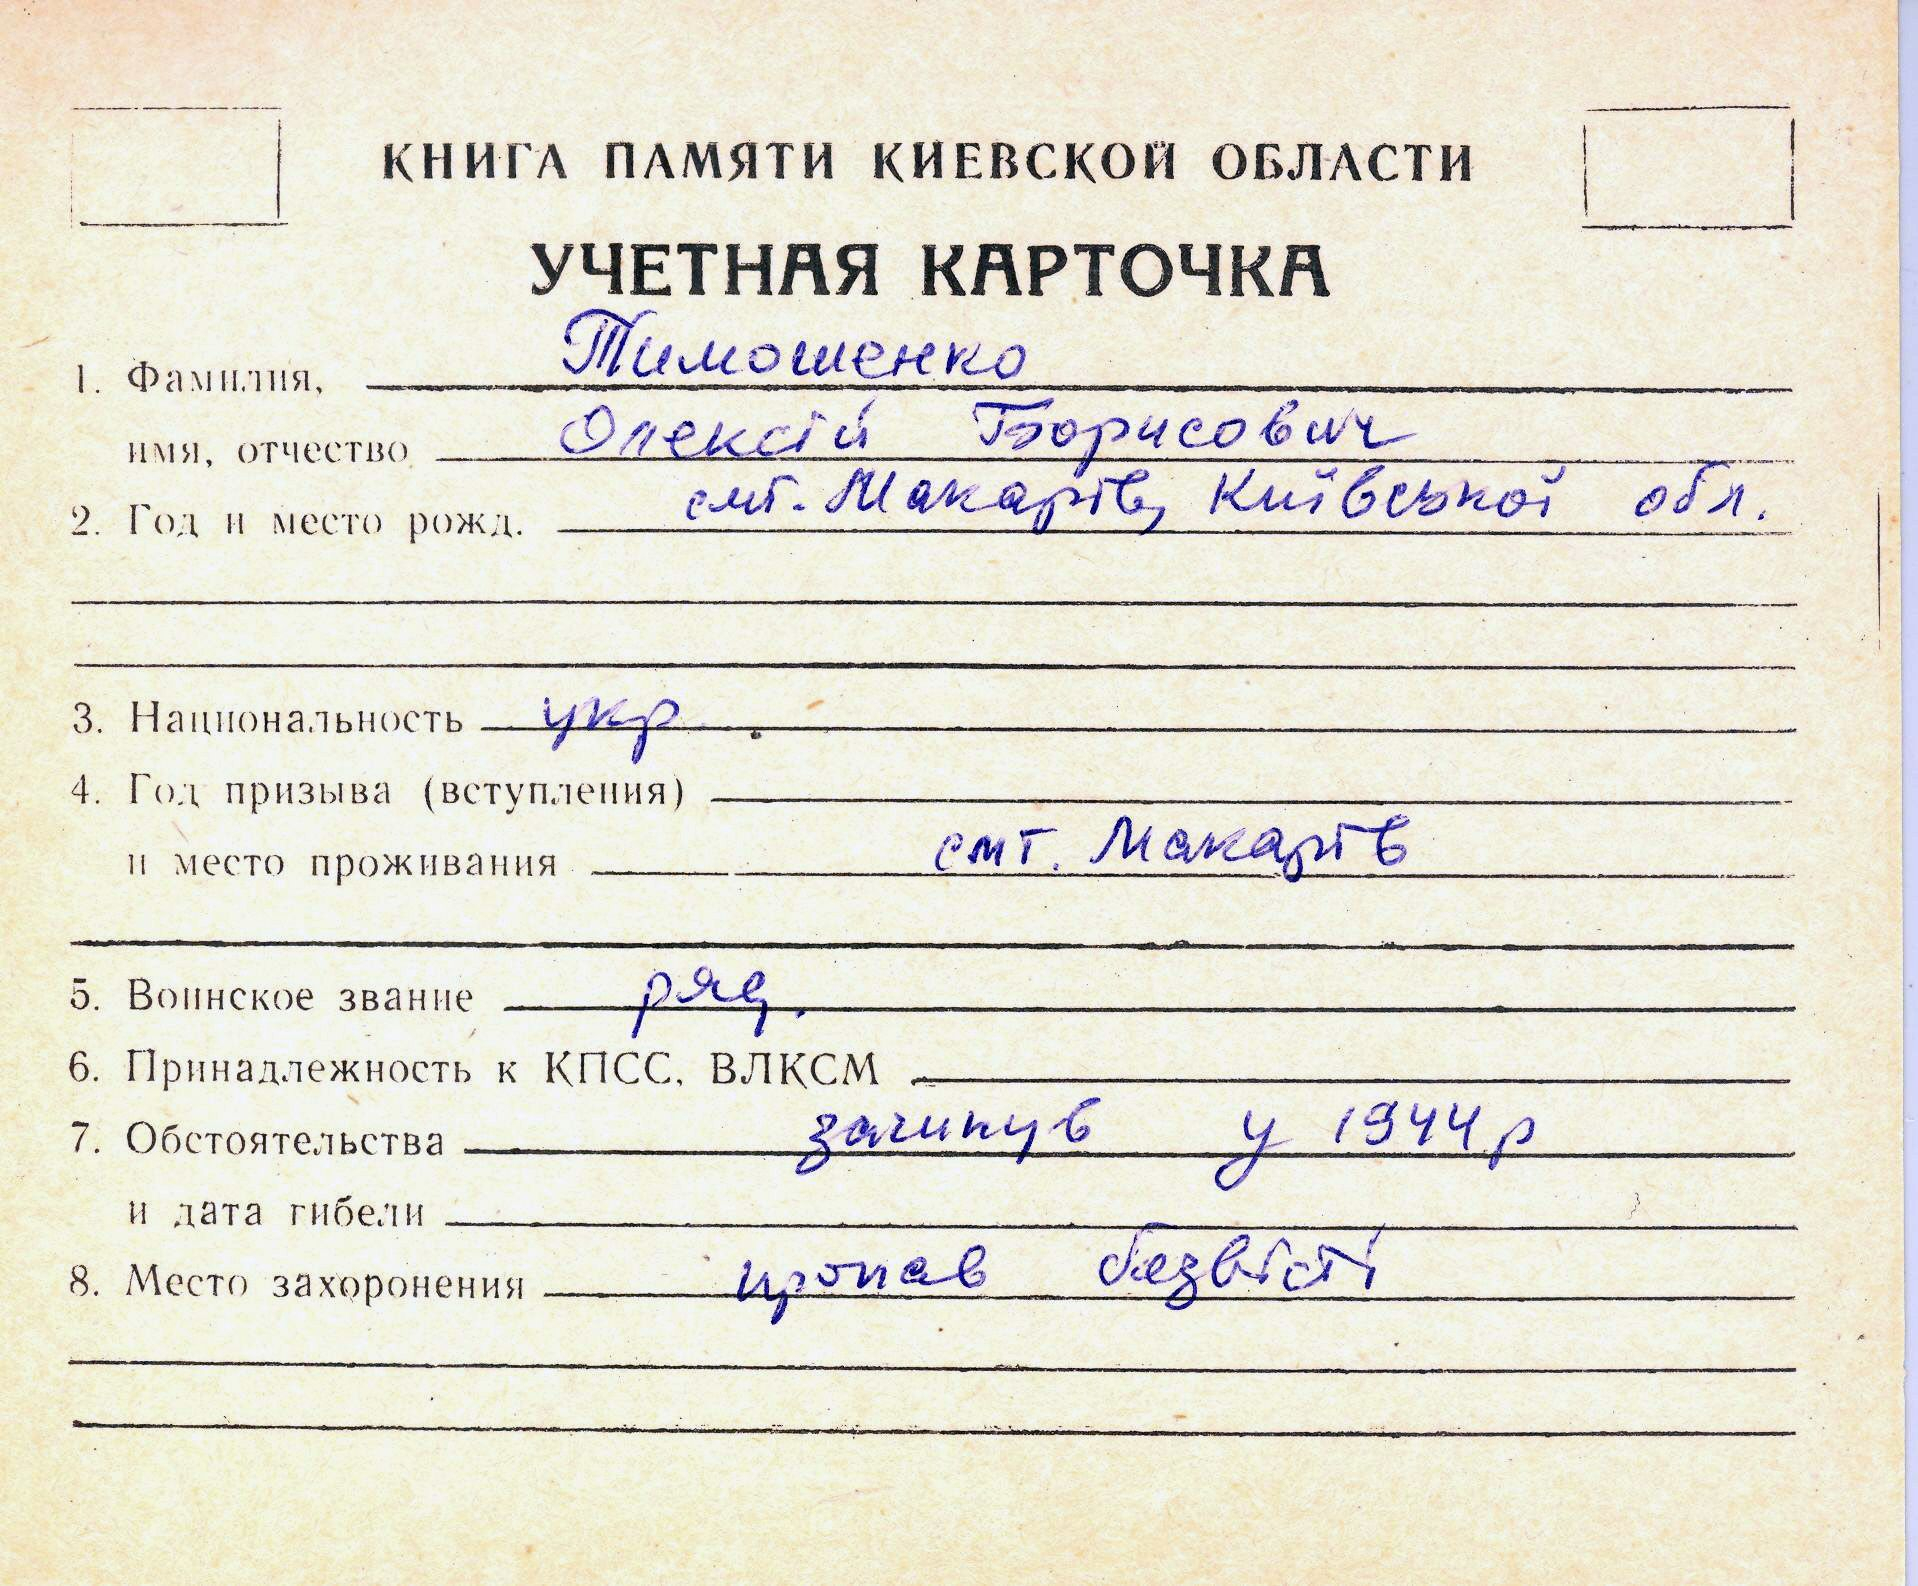 КНИГА ПАМЯТИ КИЕВСКОЙ ОБЛАСТИ
УЧЕТНАЯ КАРТОЧКА
1. Фамилия, Тимошенко
имя, отчество Олексій Борисович
2. Год и место рожд. смт. Макарів, Київської обл.
3. Национальность укр.
4. Год призыва (вступления)
и место проживания смт. Макарів
5. Воинское звание ряд.
6. Принадлежность к КПСС, ВЛКСМ
7. Обстоятельства загинув у 1944 р
и дата гибели
8. Место захоронения пропав безвісті